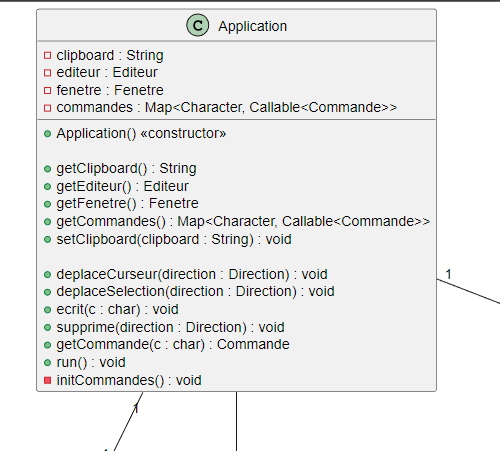 C Application
clipboard : String
editeur : Editeur
fenetre : Fenetre
commandes : Map<Character, Callable<Commande>>
Application() «constructor»
getClipboard() : String
getEditeur() : Editeur
getFenetre() : Fenetre
getCommandes() : Map<Character, Callable<Commande>>
setClipboard(clipboard : String) : void
deplaceCurseur(direction : Direction) : void
1
deplaceSelection(direction : Direction) : void
ecrit(c : char) : void
supprime(direction : Direction) : void
getCommande(c : char) : Commande
run() : void
initCommandes() : void
1